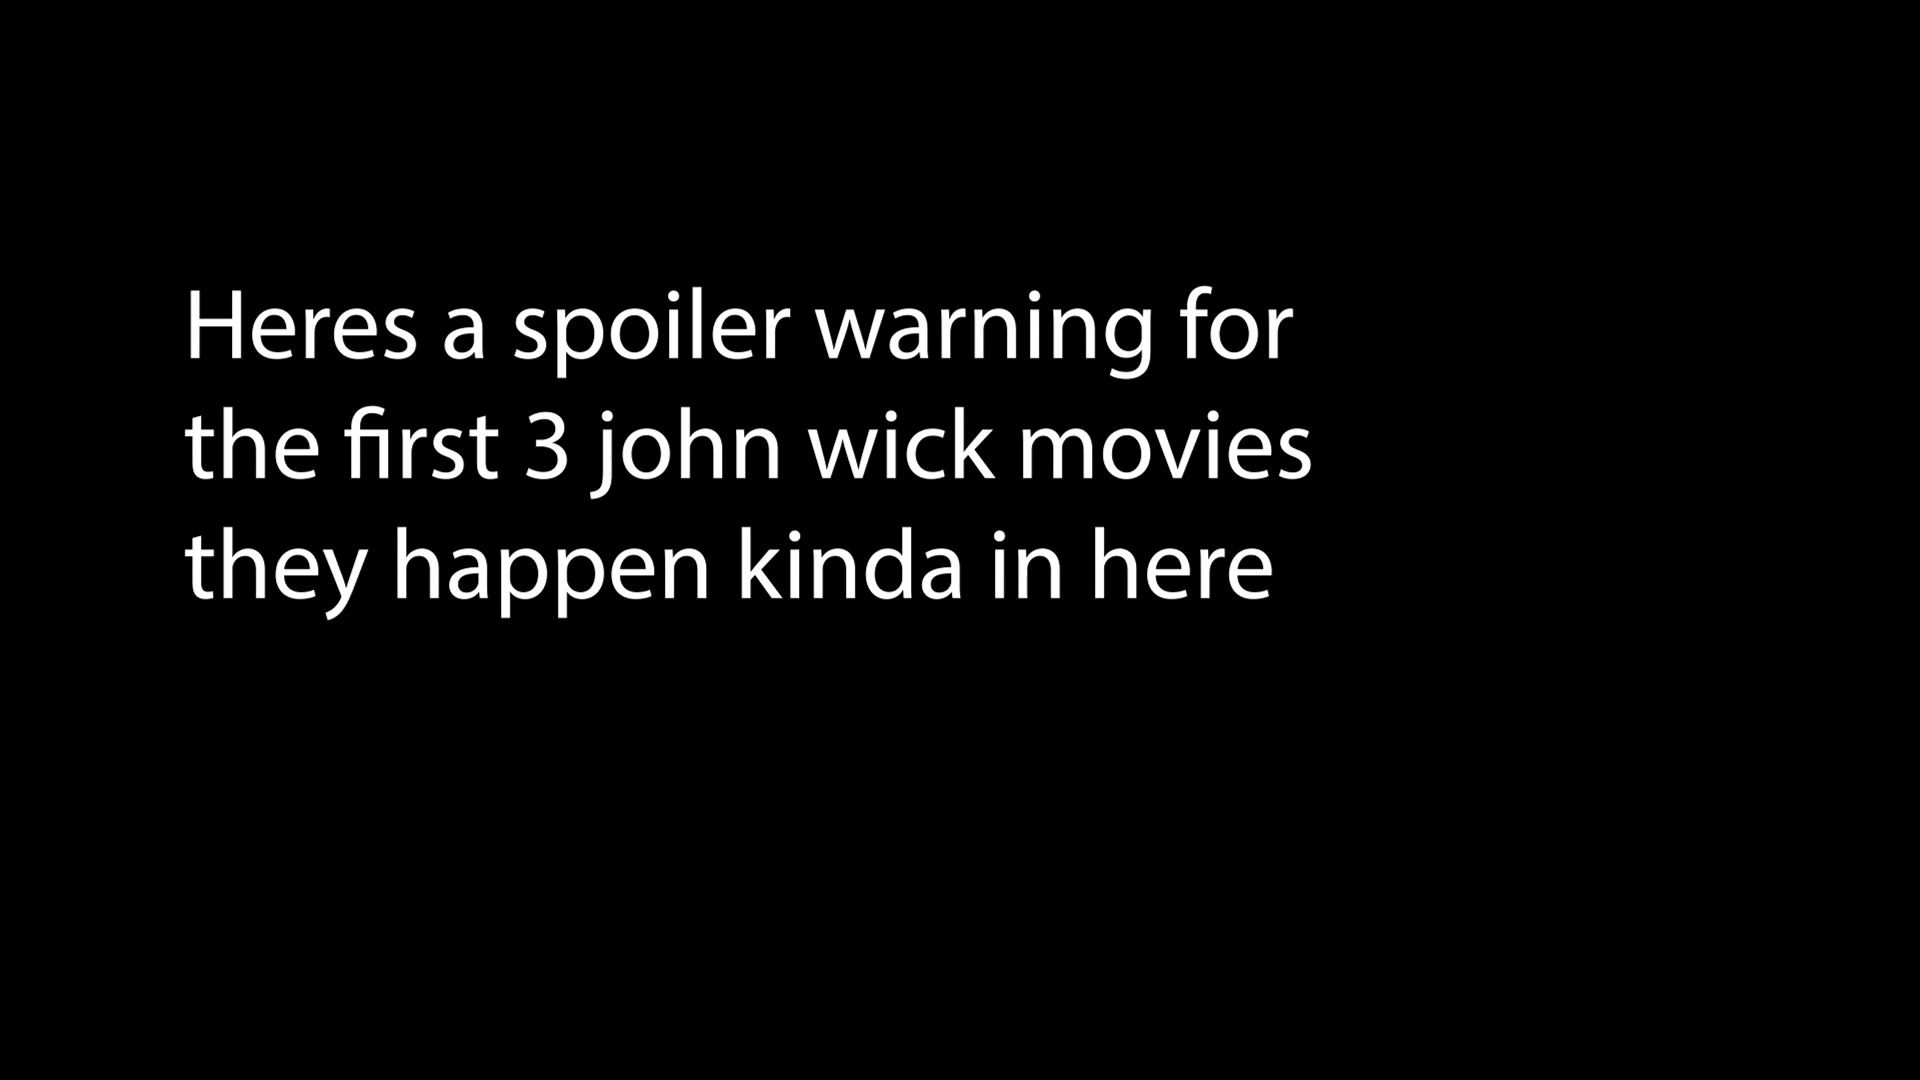 Heres a spoiler warning for
the first 3 john wick movies
they happen kinda in here